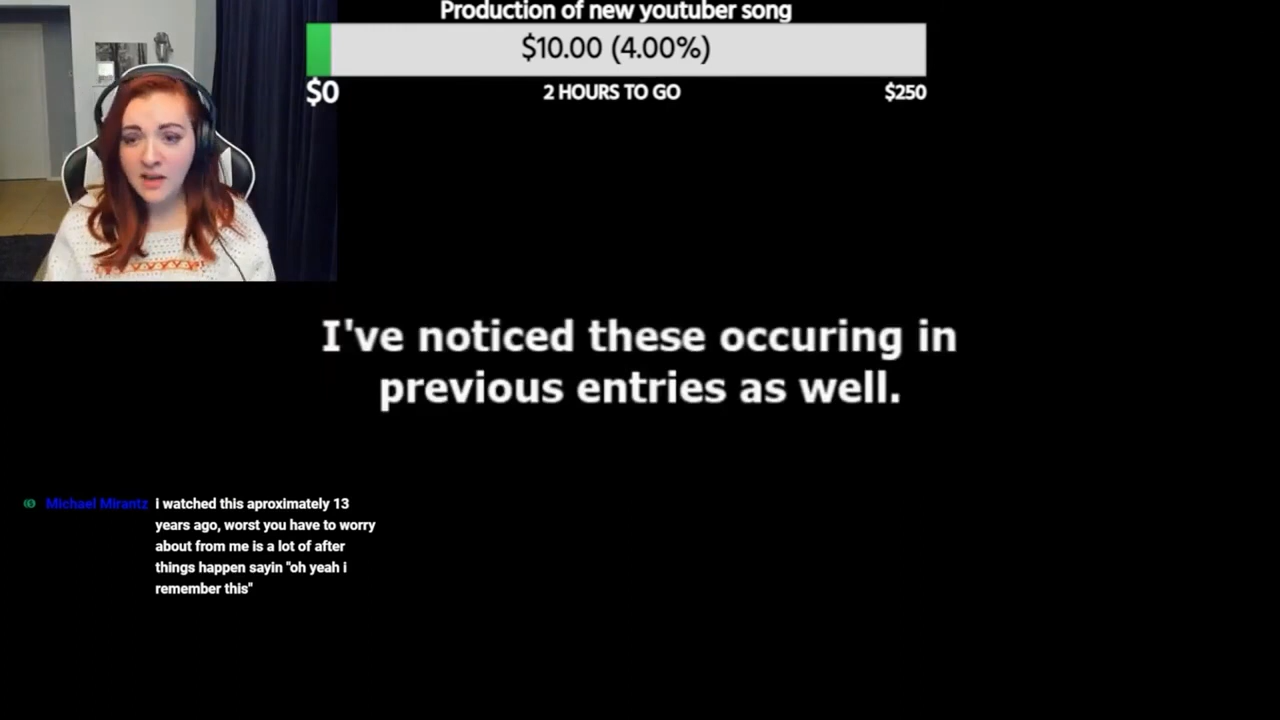 Production of new youtuber song
$10.00 (4.00%)
$0
2 HOURS TO GO
$250
I've noticed these occuring in
previous entries as well.
Michael Mirantz i watched this aproximately 13
years ago, worst you have to worry
about from me is a lot of after
things happen sayin "oh yeah i
remember this"